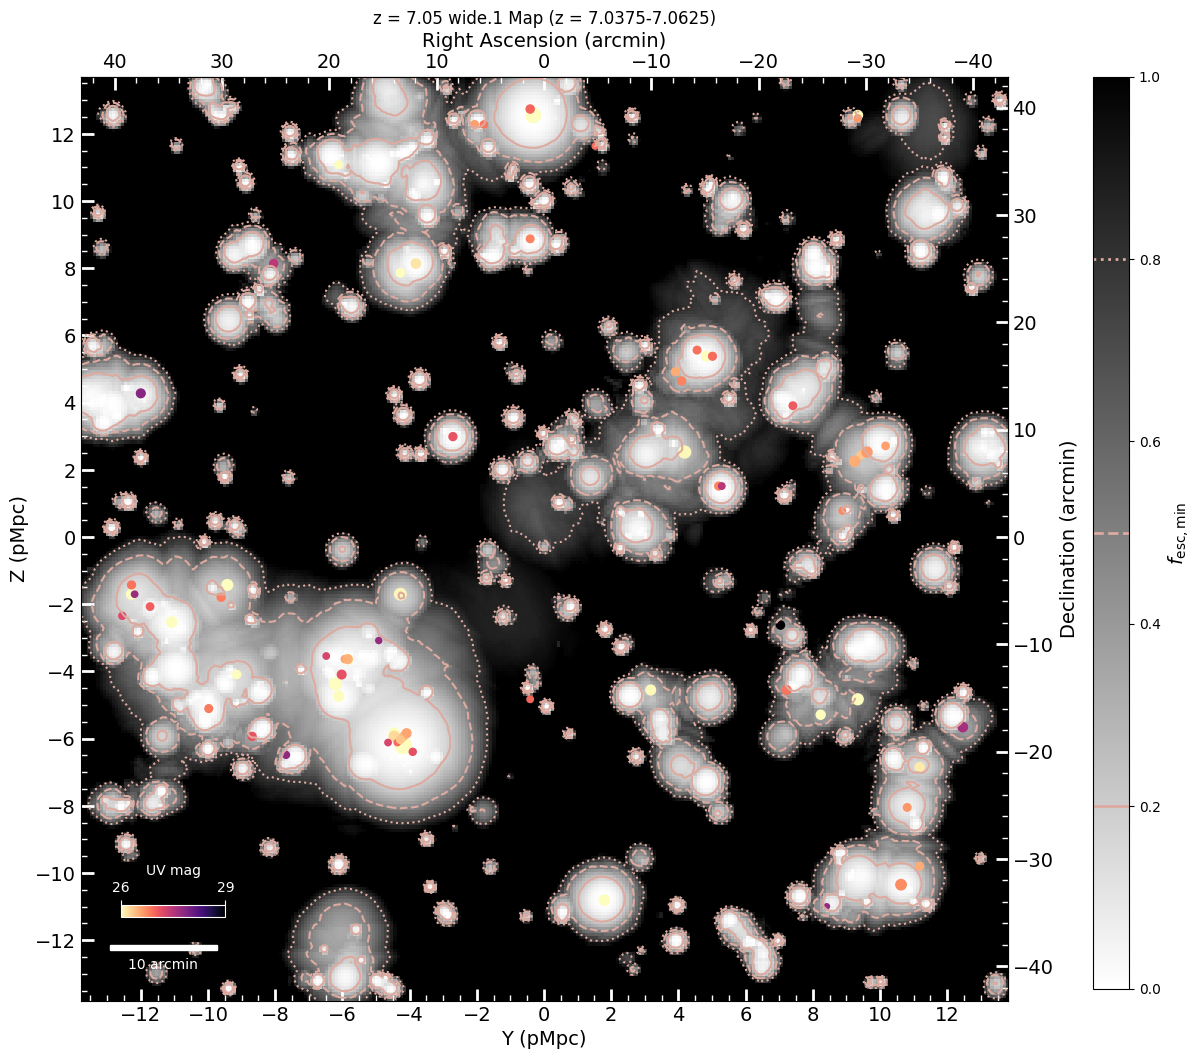 z = 7.05 wide.1 Map (z = 7.0375-7.0625)
Right Ascension (arcmin)
40 30 20 10 0 −10 −20 −30 −40
12 10 8 6 4 2 0 −2 −4 −6 −8 −10 −12
Z (pMpc)
40 30 20 10 0 −10 −20 −30 −40
Declination (arcmin)
1.0 0.8 0.6 0.4 0.2 0.0
fesc,min
UV mag
26 29
10 arcmin
−12 −10 −8 −6 −4 −2 0 2 4 6 8 10 12
Y (pMpc)